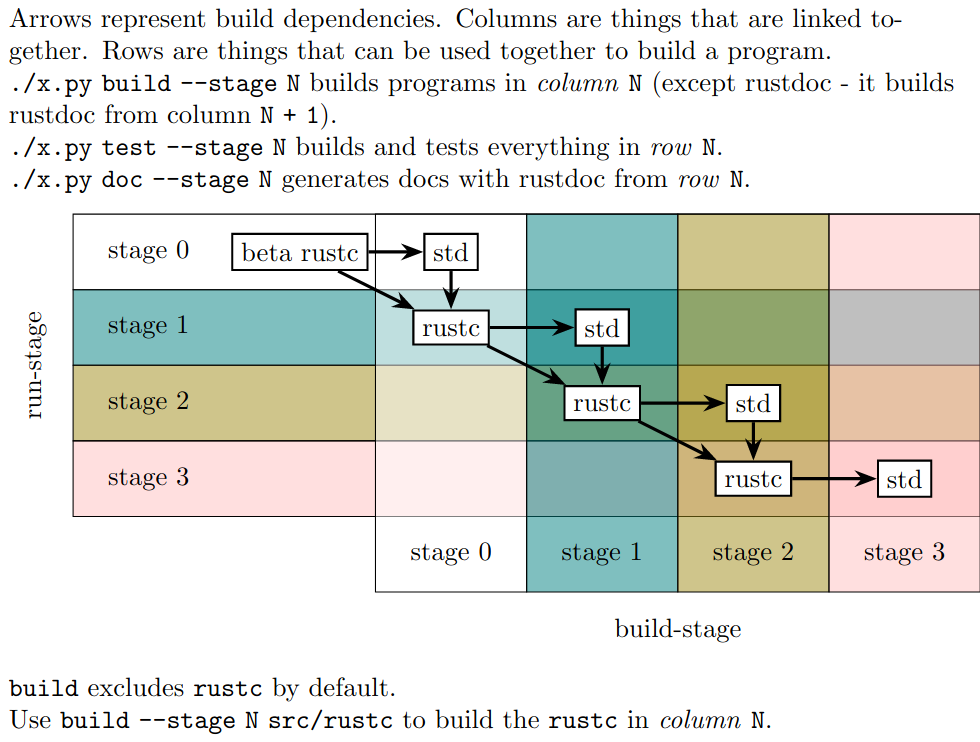 Arrows represent build dependencies. Columns are things that are linked to-
gether. Rows are things that can be used together to build a program.
./x.py build --stage N builds programs in column N (except rustdoc - it builds
rustdoc from column N + 1).
./x.py test --stage N builds and tests everything in row N.
./x.py doc --stage N generates docs with rustdoc from row N.
run-stage
stage 0 beta rustc std
stage 1 rustc std
stage 2 rustc std
stage 3 rustc std
stage 0 stage 1 stage 2 stage 3
build-stage
build excludes rustc by default.
Use build --stage N src/rustc to build the rustc in column N.